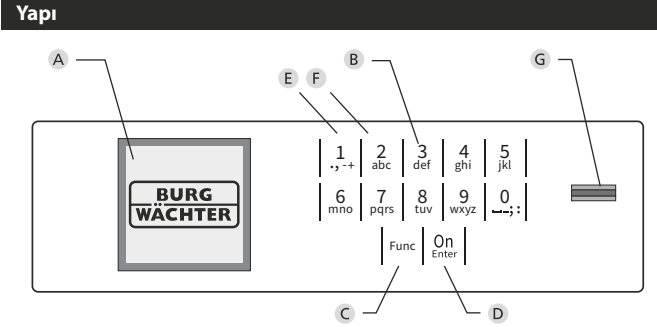 Yapı
A
B
G
E F
1 2 3 4 5
.,-+ abc def ghi jkl
BURG
WÄCHTER
6 7 8 9 0
mno pqrs tuv wxyz
Func On
Enter
C
D